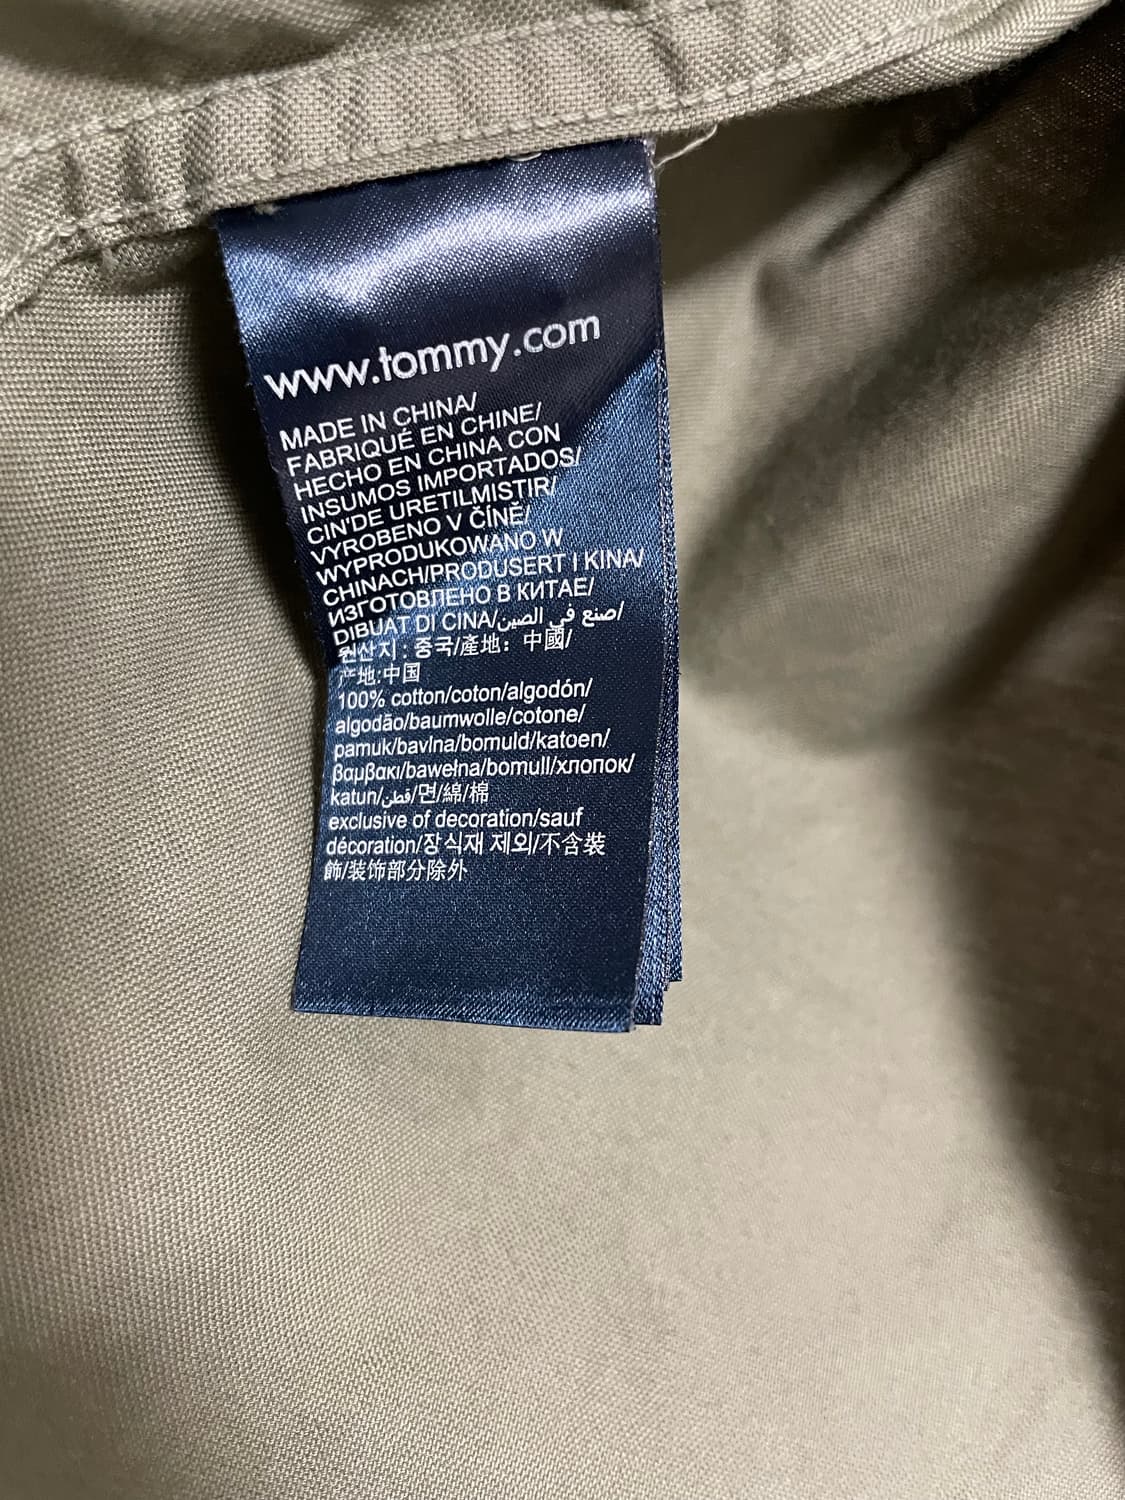 www.tommy.com
MADE IN CHINA/
FABRIQUÉ EN CHINE/
HECHO EN CHINA CON
INSUMOS IMPORTADOS/
CIN'DE URETILMISTIR/
VYROBENO V ČÍNĚ/
WYPRODUKOWANO W
CHINACH/PRODUSERT I KINA/
ИЗГОТОВЛЕНО В КИТАЕ/
DIBUAT DI CINA/صنع في الصين/
원산지: 중국/產地: 中國/
产地:中国
100% cotton/coton/algodón/
algodão/baumwolle/cotone/
pamuk/bavlna/bomuld/katoen/
βαμβακι/bawełna/bomull/хлопок/
katun/قطن/면/綿/棉
exclusive of decoration/sauf
décoration/장식재 제외/不含裝
飾/装饰部分除外